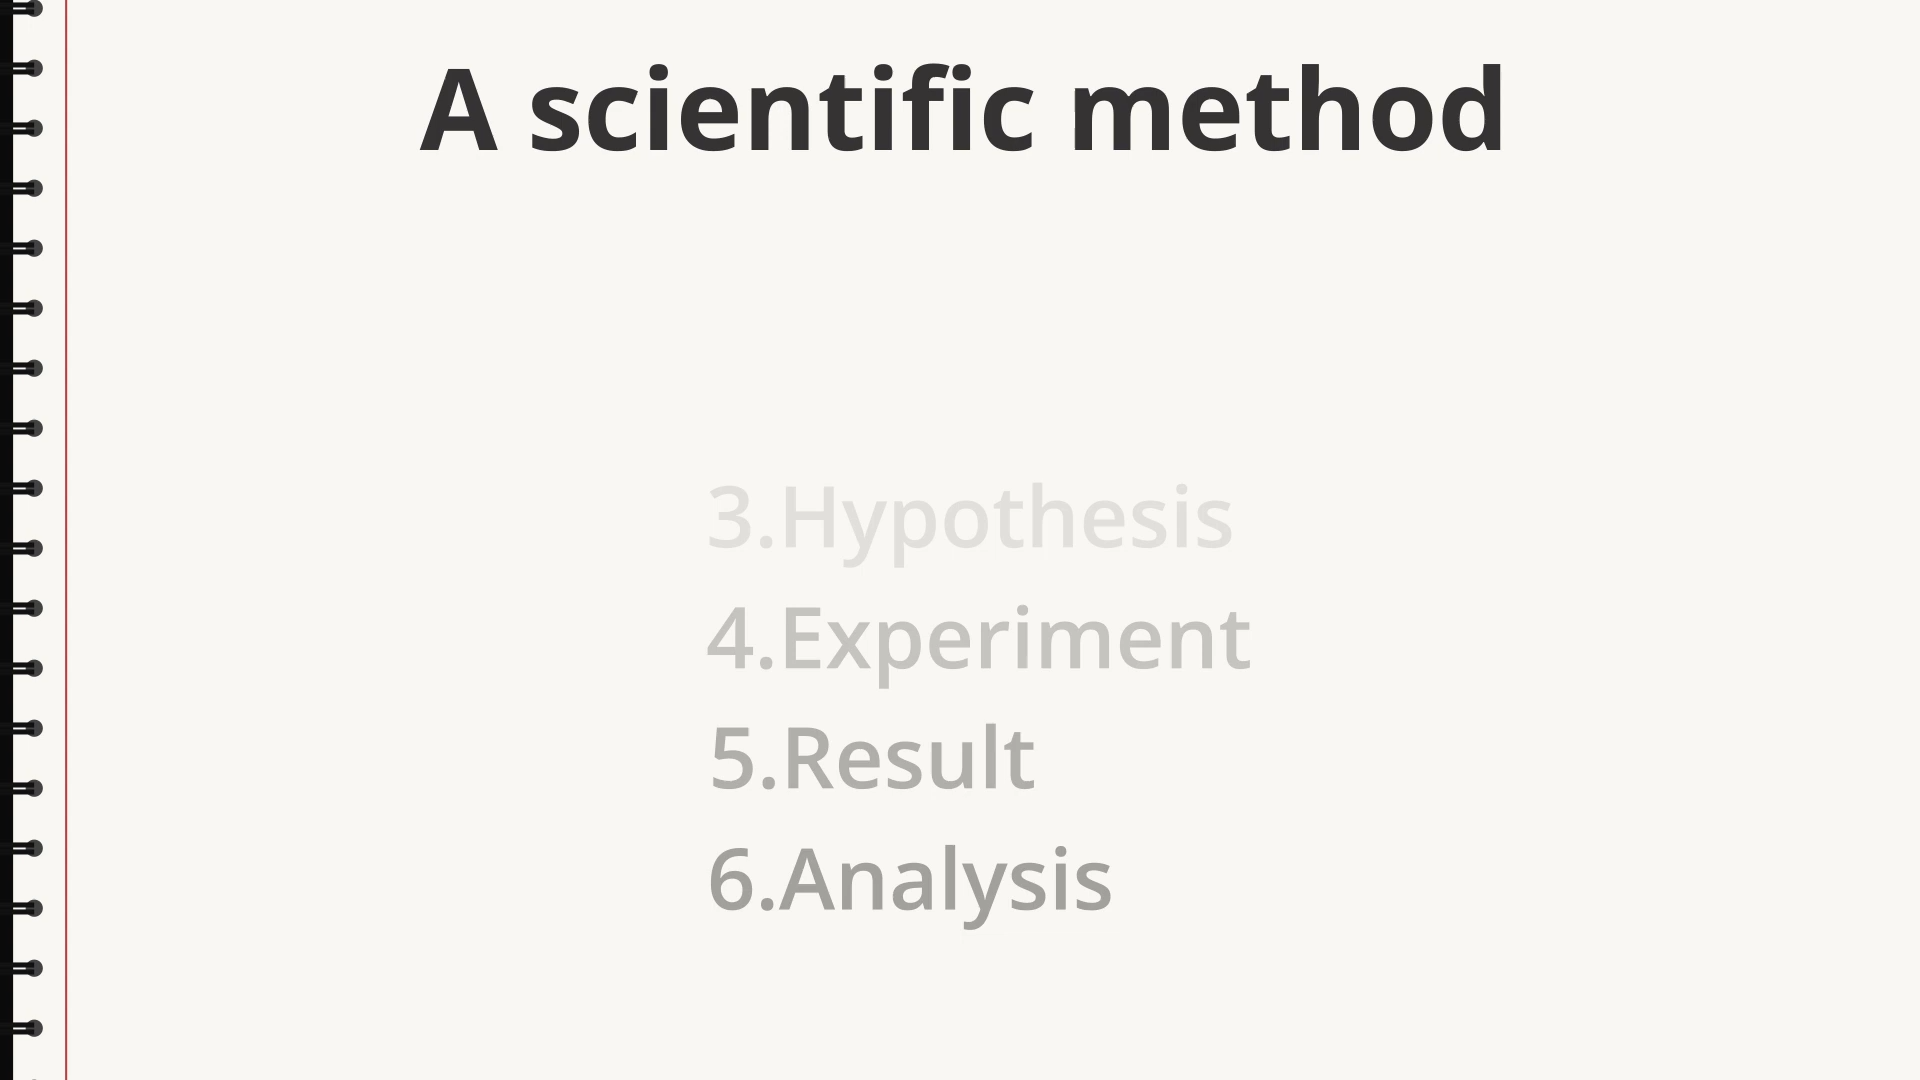 A scientific method
3.Hypothesis
4.Experiment
5.Result
6.Analysis